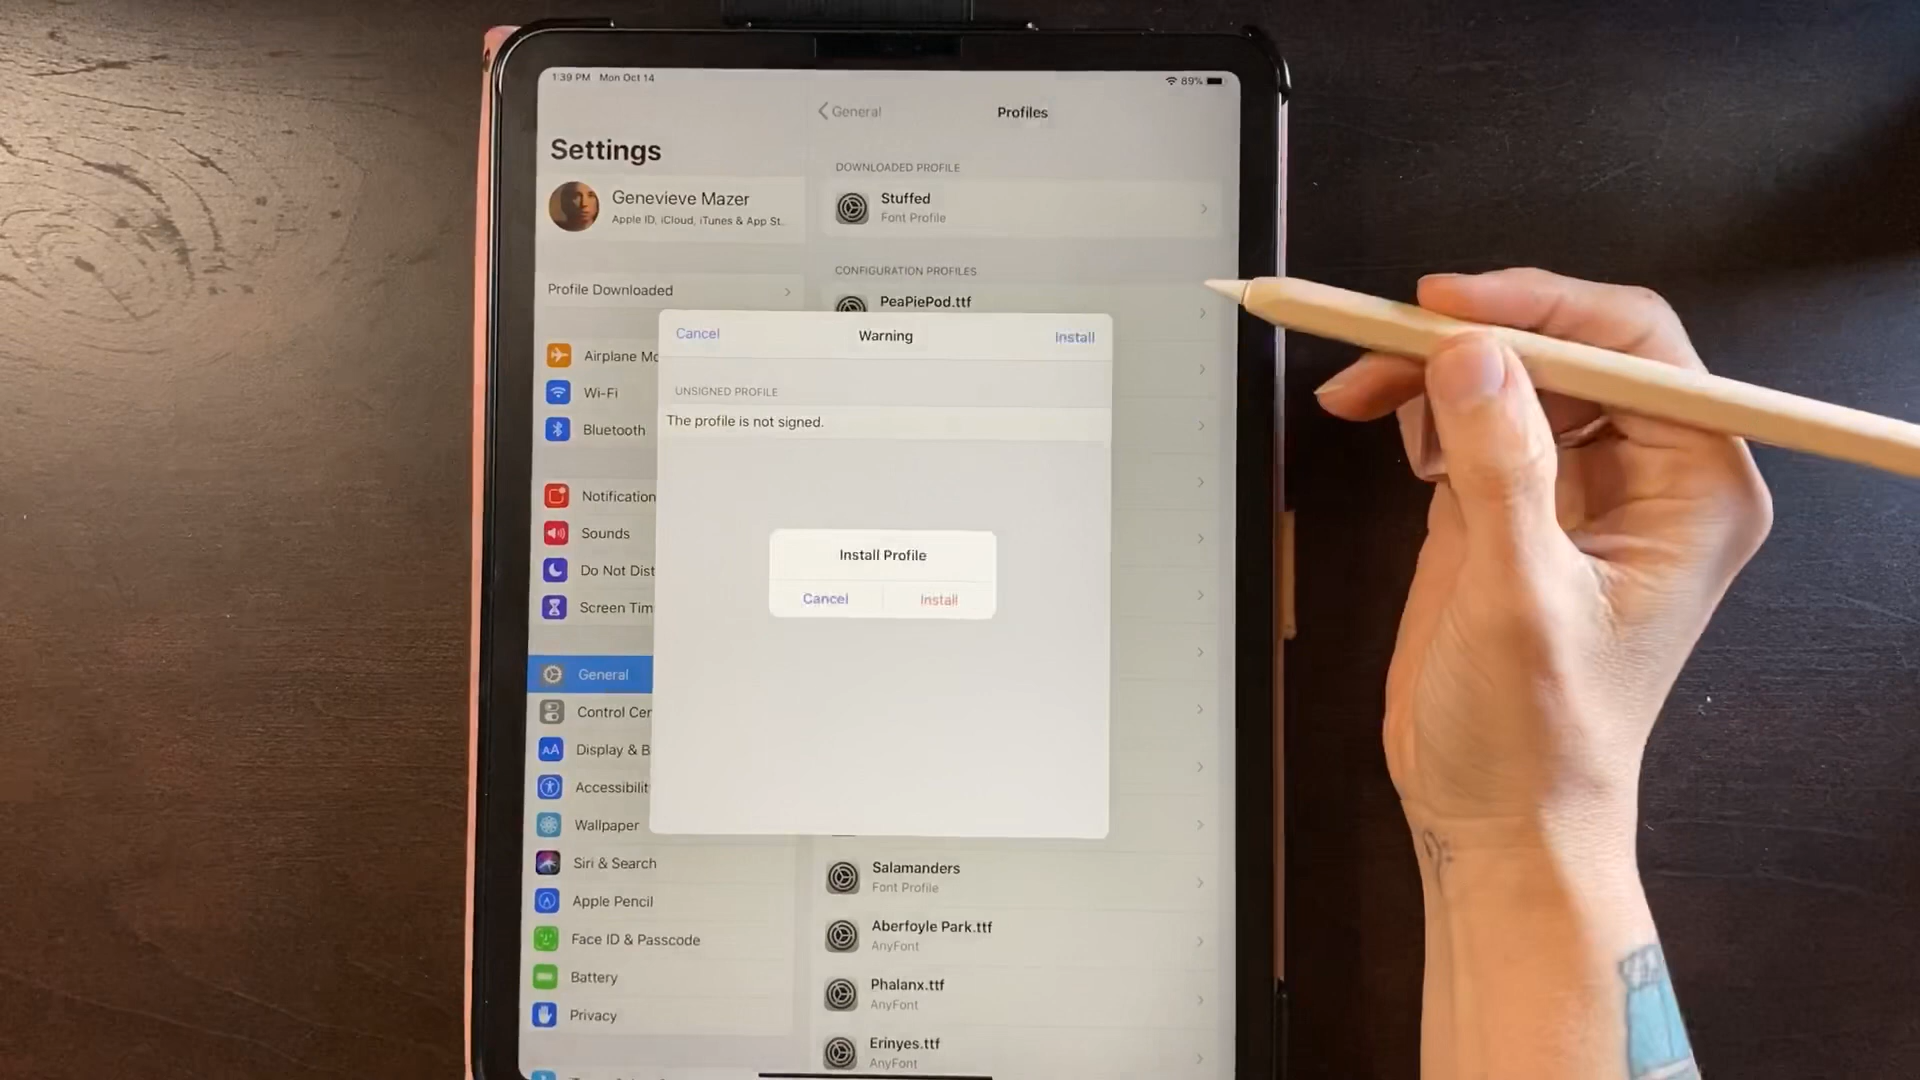 1:39 PM Mon Oct 14
89%
Settings
Genevieve Mazer
Apple ID, iCloud, iTunes & App St...
Profile Downloaded
Airplane Mo
Wi-Fi
Bluetooth
Notification
Sounds
Do Not Dist
Screen Tim
General
Control Cen
Display & B
Accessibilit
Wallpaper
Siri & Search
Apple Pencil
Face ID & Passcode
Battery
Privacy
General
Profiles
DOWNLOADED PROFILE
Stuffed
Font Profile
CONFIGURATION PROFILES
PeaPiePod.ttf
Cancel
Warning
Install
UNSIGNED PROFILE
The profile is not signed.
Install Profile
Cancel
Install
Salamanders
Font Profile
Aberfoyle Park.ttf
AnyFont
Phalanx.ttf
AnyFont
Erinyes.ttf
AnyFont